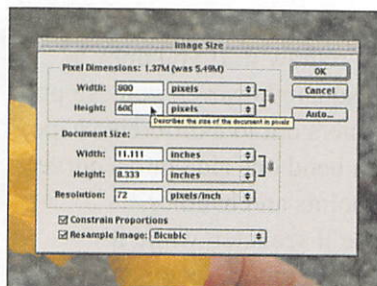 Image Size
Pixel Dimensions: 1.37M (was 5.49M)
Width: 800 pixels
Height: 600 pixels
Describes the size of the document in pixels
Document Size:
Width: 11.111 inches
Height: 8.333 inches
Resolution: 72 pixels/inch
Constrain Proportions
Resample Image: Bicubic
OK
Cancel
Auto...